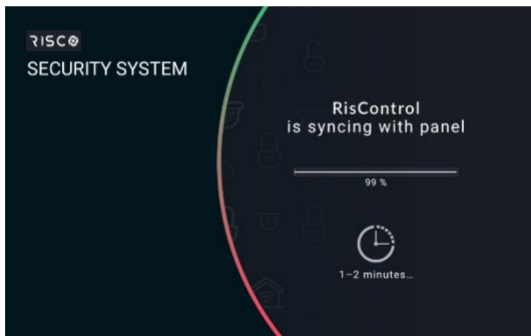 RISCO
SECURITY SYSTEM
RisControl
is syncing with panel
99 %
1–2 minutes...